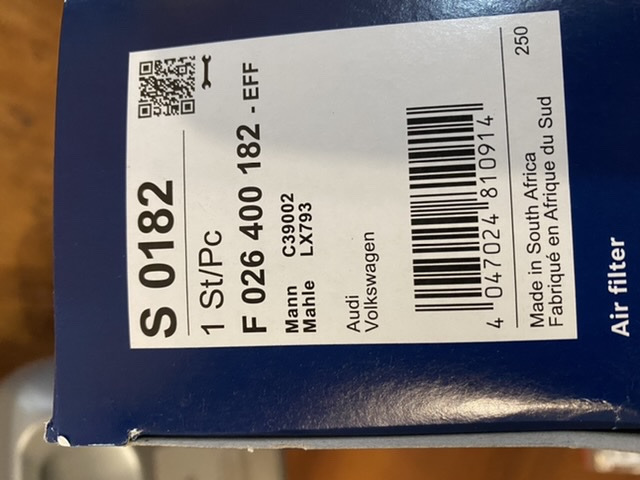 S 0182
1 St/Pc
F 026 400 182 - EFF
Mann C39002
Mahle LX793
Audi
Volkswagen
4 047024 810914
250
Made in South Africa
Fabriqué en Afrique du Sud
Air filter